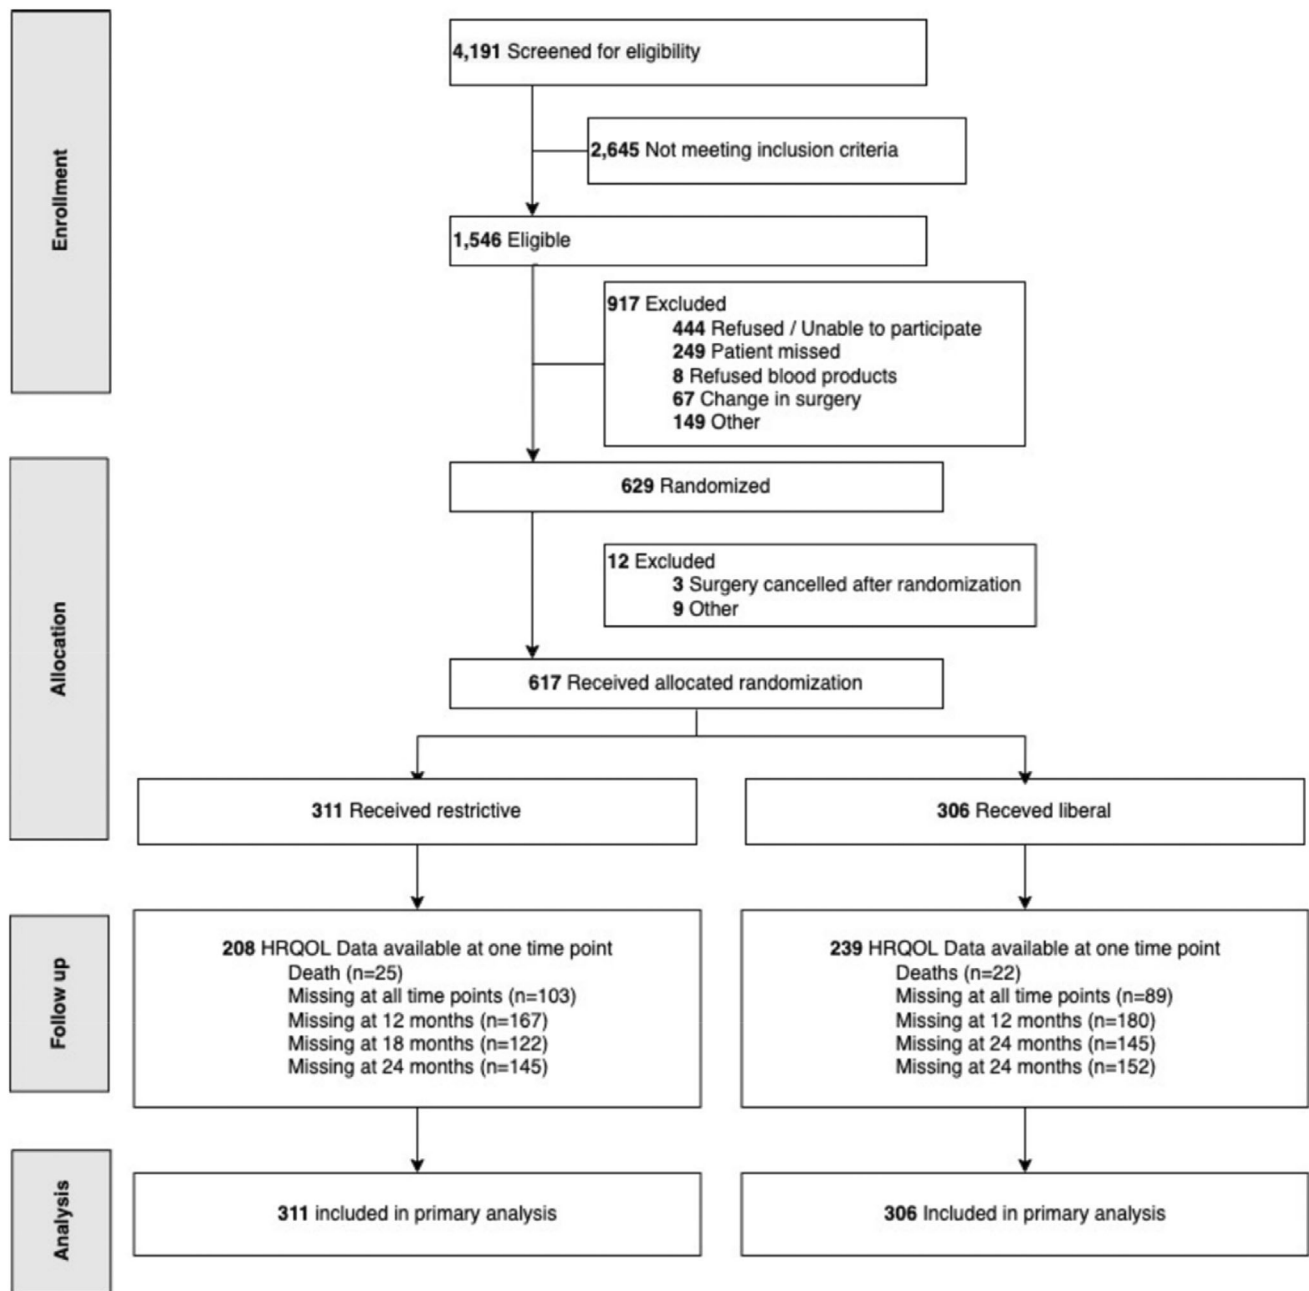 Enrollment
4,191 Screened for eligibility
2,645 Not meeting inclusion criteria
1,546 Eligible
917 Excluded
444 Refused / Unable to participate
249 Patient missed
8 Refused blood products
67 Change in surgery
149 Other
Allocation
629 Randomized
12 Excluded
3 Surgery cancelled after randomization
9 Other
617 Received allocated randomization
311 Received restrictive
306 Receved liberal
Follow up
208 HRQOL Data available at one time point
Death (n=25)
Missing at all time points (n=103)
Missing at 12 months (n=167)
Missing at 18 months (n=122)
Missing at 24 months (n=145)
239 HRQOL Data available at one time point
Deaths (n=22)
Missing at all time points (n=89)
Missing at 12 months (n=180)
Missing at 24 months (n=145)
Missing at 24 months (n=152)
Analysis
311 included in primary analysis
306 Included in primary analysis